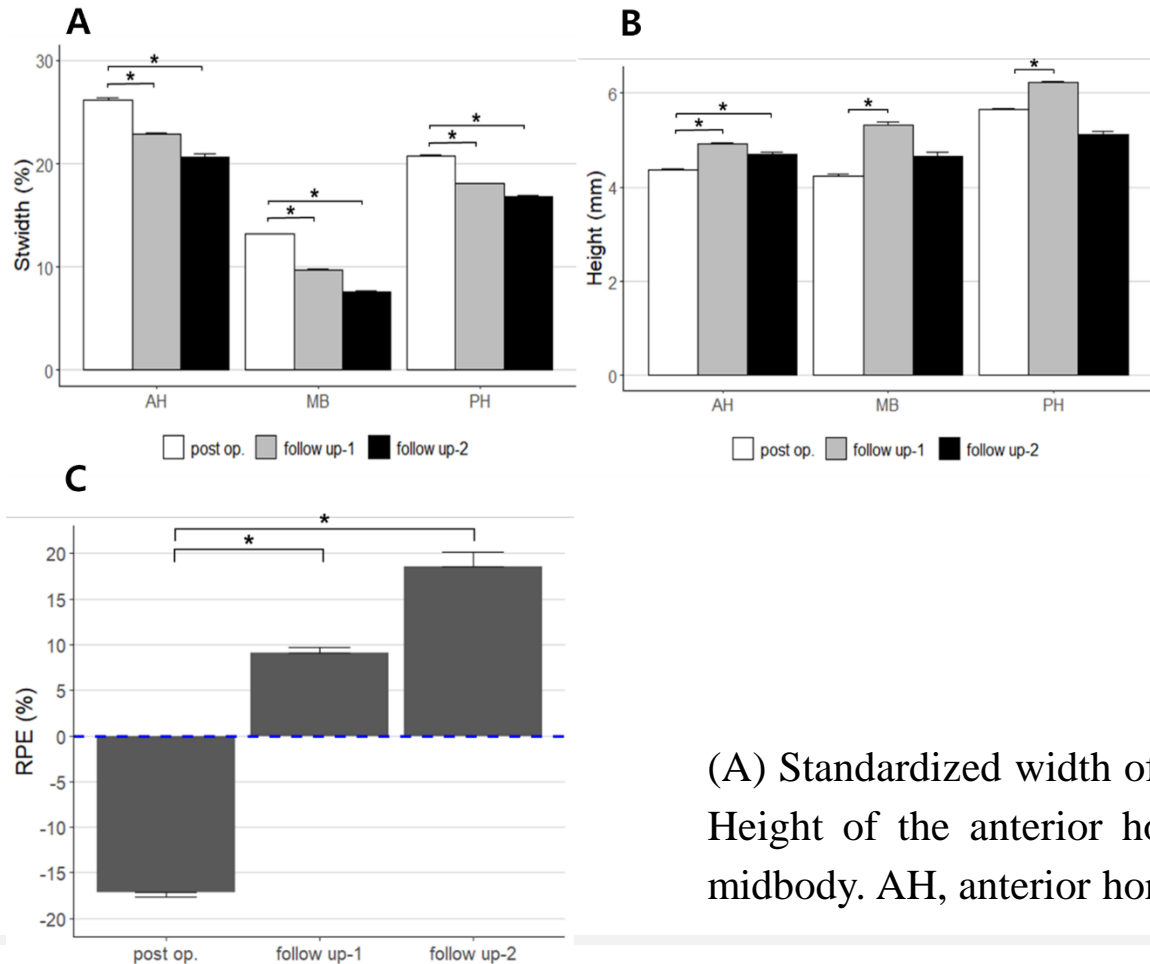 A
Stwidth (%)
30
20
10
0
*
*
*
*
*
*
AH MB PH
post op. follow up-1 follow up-2
B
Height (mm)
6
4
2
0
*
*
*
*
AH MB PH
post op. follow up-1 follow up-2
C
RPE (%)
20
15
10
5
0
-5
-10
-15
-20
*
*
post op. follow up-1 follow up-2
(A) Standardized width of
Height of the anterior ho
midbody. AH, anterior hor